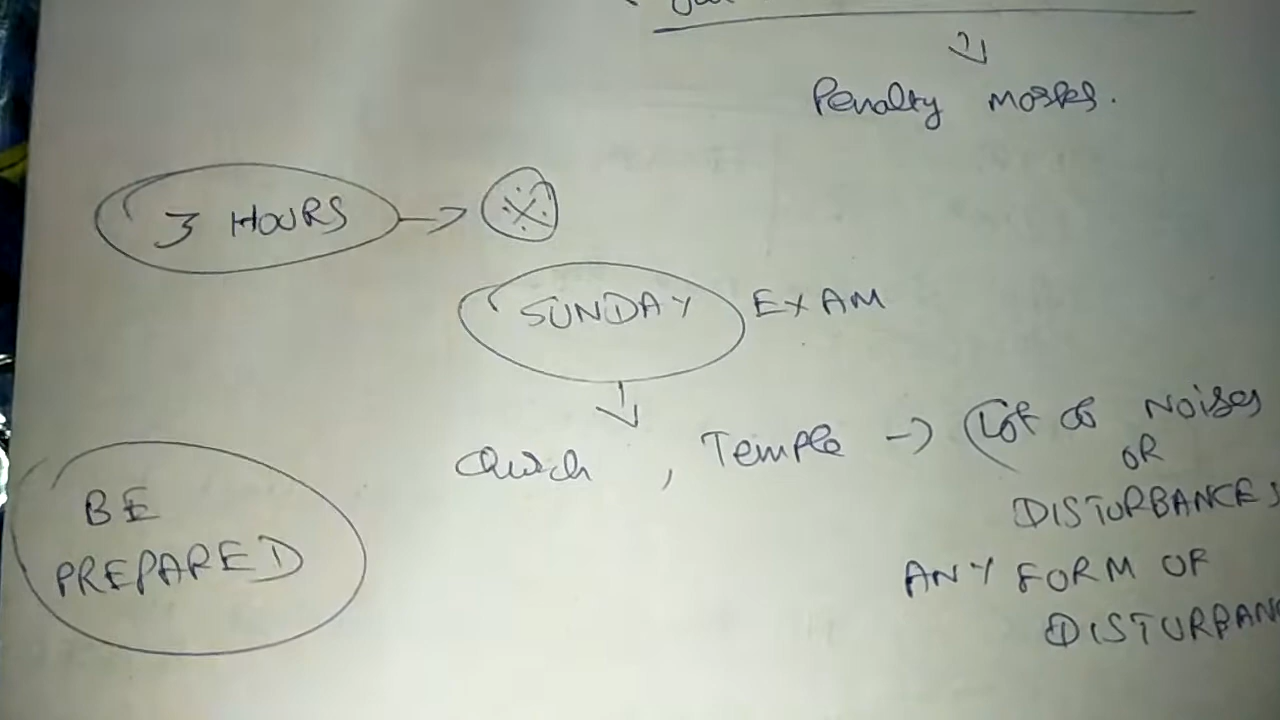 Penalty marks.
3 HOURS → ※
SUNDAY EXAM
Church , Temple → Lot of Noises
OR
DISTURBANCES
ANY FORM OF
DISTURBAN
BE
PREPARED